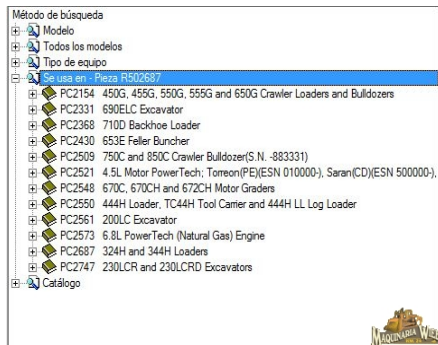 Método de búsqueda
Modelo
Todos los modelos
Tipo de equipo
Se usa en - Pieza R502687
PC2154 450G, 455G, 550G, 555G and 650G Crawler Loaders and Bulldozers
PC2331 690ELC Excavator
PC2368 710D Backhoe Loader
PC2430 653E Feller Buncher
PC2509 750C and 850C Crawler Bulldozer(S.N. -883331)
PC2521 4.5L Motor PowerTech; Torreon(PE)(ESN 010000-), Saran(CD)(ESN 500000-),
PC2548 670C, 670CH and 672CH Motor Graders
PC2550 444H Loader, TC44H Tool Carrier and 444H LL Log Loader
PC2561 200LC Excavator
PC2573 6.8L PowerTech (Natural Gas) Engine
PC2687 324H and 344H Loaders
PC2747 230LCR and 230LCRD Excavators
Catálogo
MAQUINARIA